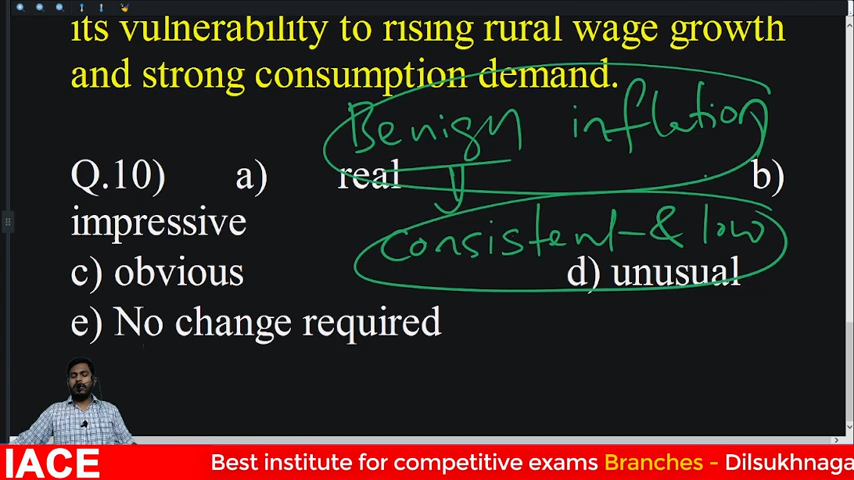 its vulnerability to rising rural wage growth
and strong consumption demand.
Benign inflation
Q.10) a) real b)
impressive
consistent & low
c) obvious d) unusual
e) No change required
IACE Best institute for competitive exams Branches - Dilsukhnaga